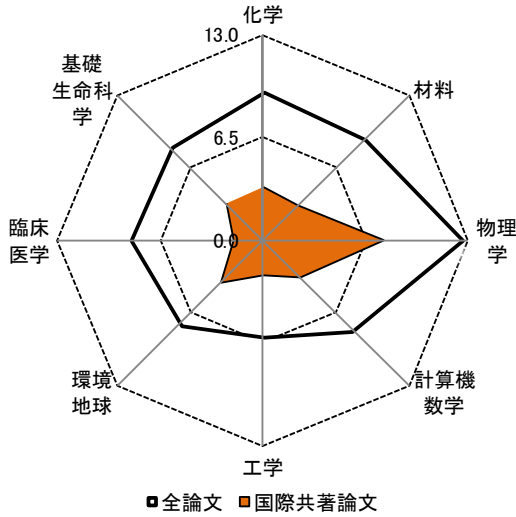 化学
13.0
基礎
生命科
学
材料
6.5
臨床
医学
0.0
物理
学
環境
地球
計算機
数学
工学
全論文 国際共著論文